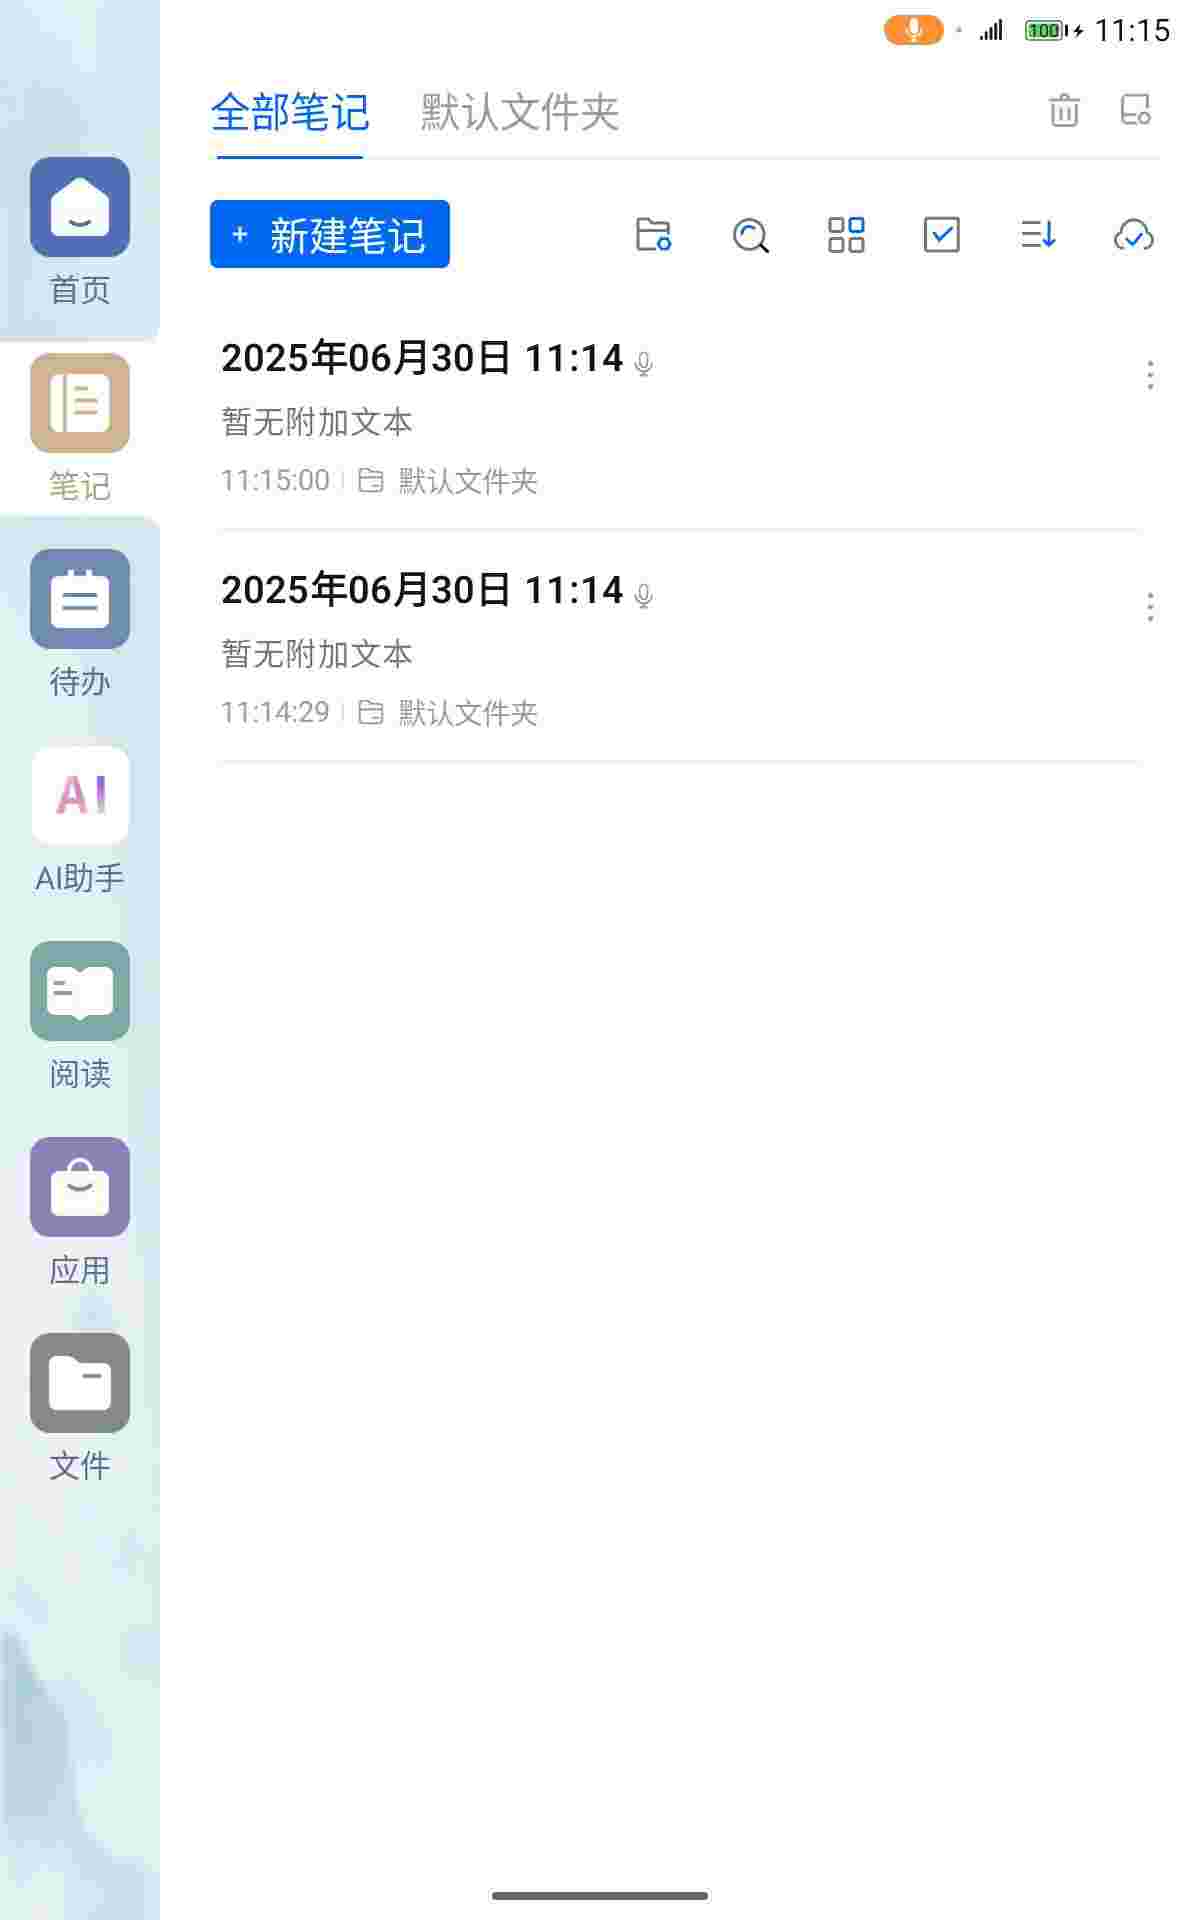 100 11:15
全部笔记 默认文件夹
+ 新建笔记
首页
2025年06月30日 11:14
暂无附加文本
11:15:00 默认文件夹
笔记
2025年06月30日 11:14
暂无附加文本
11:14:29 默认文件夹
待办
AI
AI助手
阅读
应用
文件